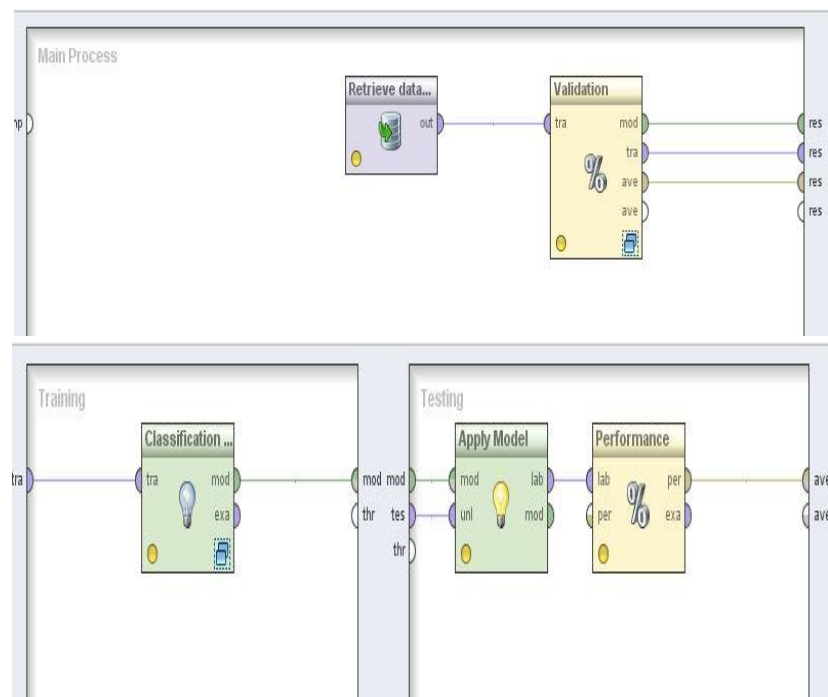 Main Process
Retrieve data...
Validation
out
tra
mod
res
tra
res
ave
res
ave
res
Training
Testing
Classification ...
Apply Model
Performance
tra
tra
mod
mod
mod
mod
lab
lab
per
ave
exa
thr
tes
unl
mod
per
exa
ave
thr